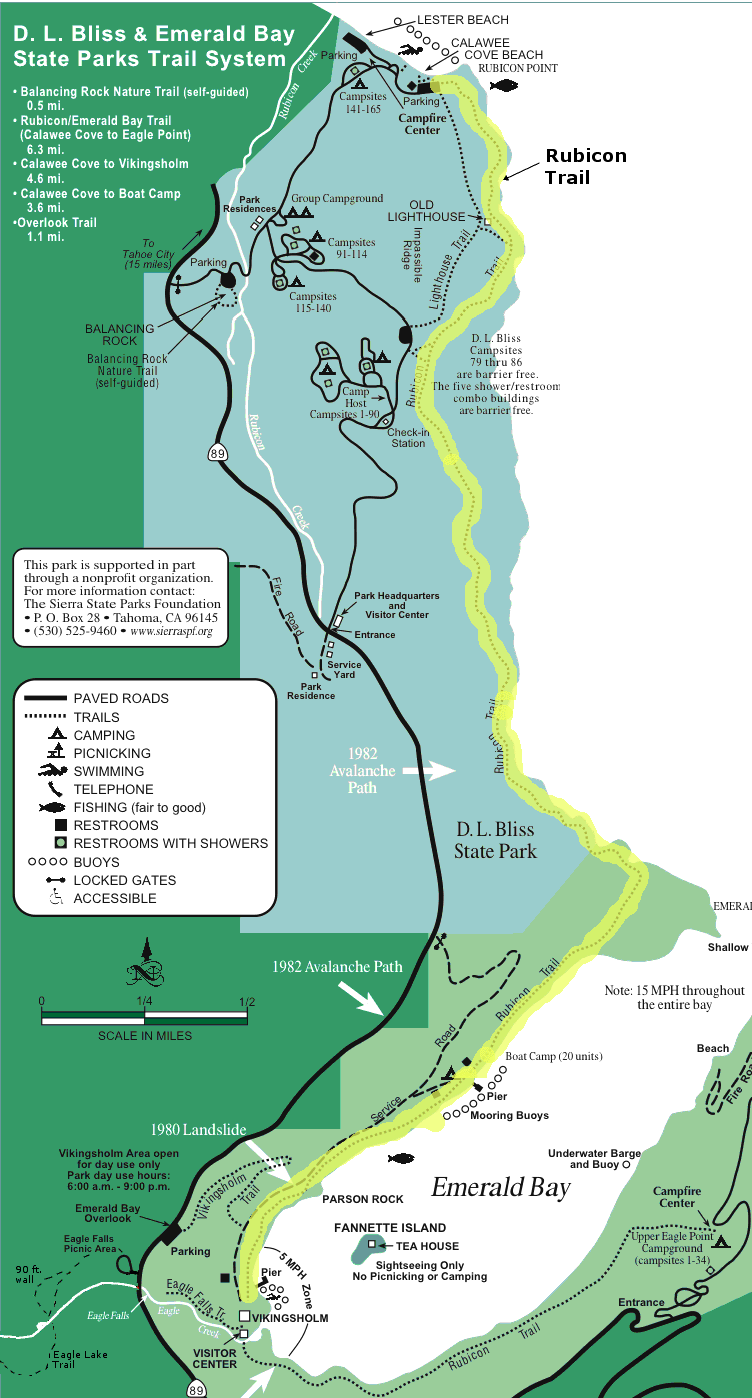 D. L. Bliss & Emerald Bay
State Parks Trail System
• Balancing Rock Nature Trail (self-guided)
0.5 mi.
• Rubicon/Emerald Bay Trail
(Calawee Cove to Eagle Point)
6.3 mi.
• Calawee Cove to Vikingsholm
4.6 mi.
• Calawee Cove to Boat Camp
3.6 mi.
•Overlook Trail
1.1 mi.
LESTER BEACH
CALAWEE
COVE BEACH
RUBICON POINT
Parking
Rubicon Creek
Campsites
141-165
Parking
Campfire
Center
Rubicon
Trail
Park
Residences
Group Campground
OLD
LIGHTHOUSE
To
Tahoe City
(15 miles)
Parking
Campsites
91-114
Impassible
Ridge
Lighthouse Trail
Trail
Campsites
115-140
BALANCING
ROCK
Balancing Rock
Nature Trail
(self-guided)
D. L. Bliss
Campsites
79 thru 86
are barrier free.
The five shower/restroom
combo buildings
are barrier free.
Rubicon
Camp
Host
Campsites 1-90
Check-in
Station
Rubicon
Creek
89
This park is supported in part
through a nonprofit organization.
For more information contact:
The Sierra State Parks Foundation
• P. O. Box 28 • Tahoma, CA 96145
• (530) 525-9460 • www.sierraspf.org
Fire
Road
Park Headquarters
and
Visitor Center
Entrance
Service
Yard
Park
Residence
PAVED ROADS
TRAILS
CAMPING
PICNICKING
SWIMMING
TELEPHONE
FISHING (fair to good)
RESTROOMS
RESTROOMS WITH SHOWERS
BUOYS
LOCKED GATES
ACCESSIBLE
Trail
Rubicon
1982
Avalanche
Path
D. L. Bliss
State Park
EMERA
Shallow
N
0 1/4 1/2
SCALE IN MILES
1982 Avalanche Path
Rubicon Trail
Note: 15 MPH throughout
the entire bay
Service Road
Boat Camp (20 units)
Pier
Mooring Buoys
Beach
Fire Roa
1980 Landslide
Vikingsholm Area open
for day use only
Park day use hours:
6:00 a.m. - 9:00 p.m.
Vikingsholm
Trail
Underwater Barge
and Buoy
Emerald Bay
PARSON ROCK
Campfire
Center
Emerald Bay
Overlook
FANNETTE ISLAND
TEA HOUSE
Sightseeing Only
No Picnicking or Camping
Upper Eagle Point
Campground
(campsites 1-34)
Eagle Falls
Picnic Area
Parking
90 ft.
wall
5 MPH Zone
Pier
Eagle Falls Tr.
Eagle Falls
Eagle
Creek
VIKINGSHOLM
Entrance
Eagle Lake
Trail
VISITOR
CENTER
Rubicon Trail
89